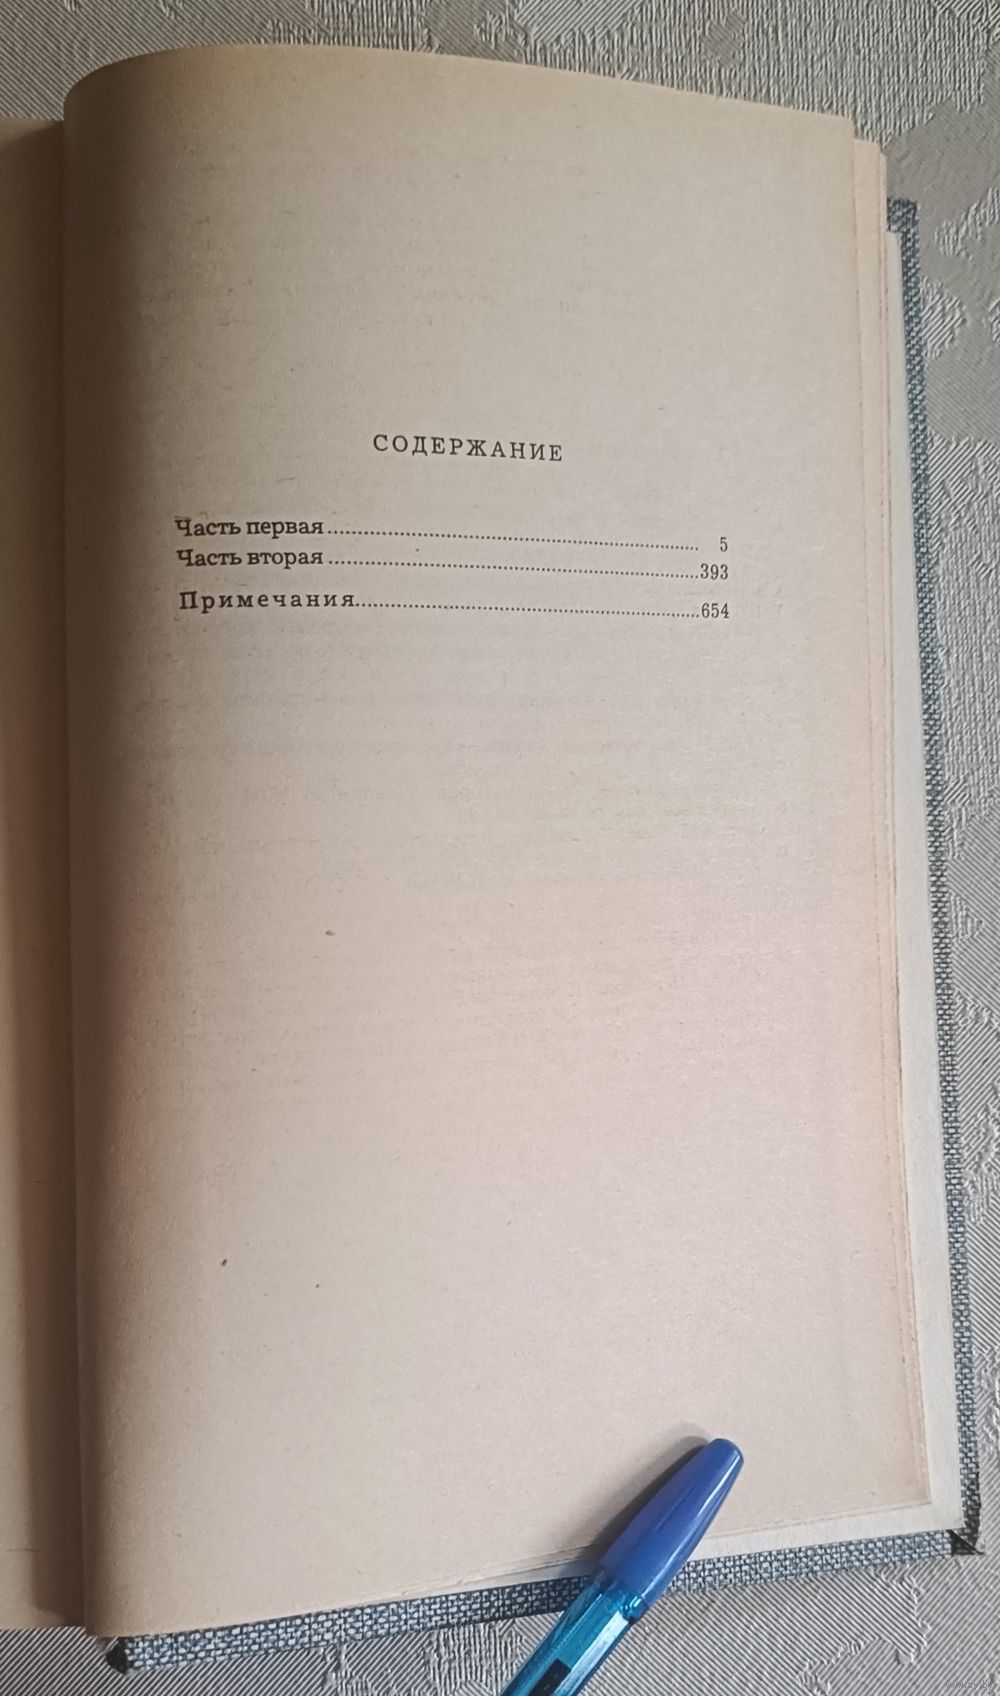 СОДЕРЖАНИЕ
Часть первая................................................................ 5
Часть вторая................................................................393
Примечания................................................................654